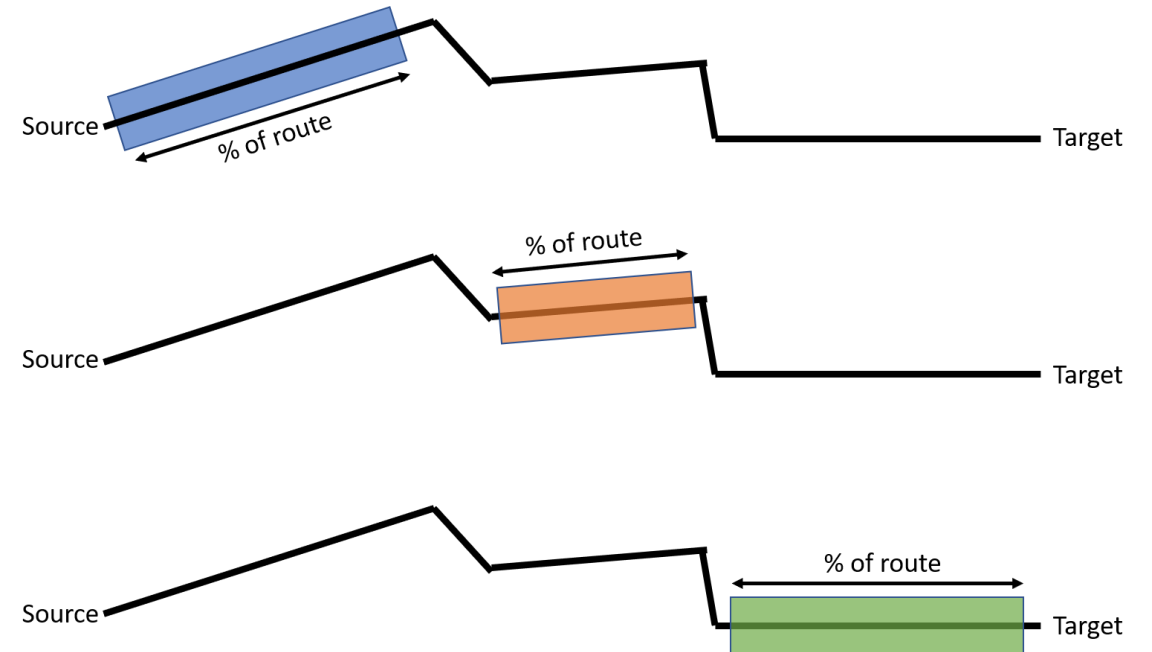 Source
% of route
Target
% of route
Source
Target
% of route
Source
Target